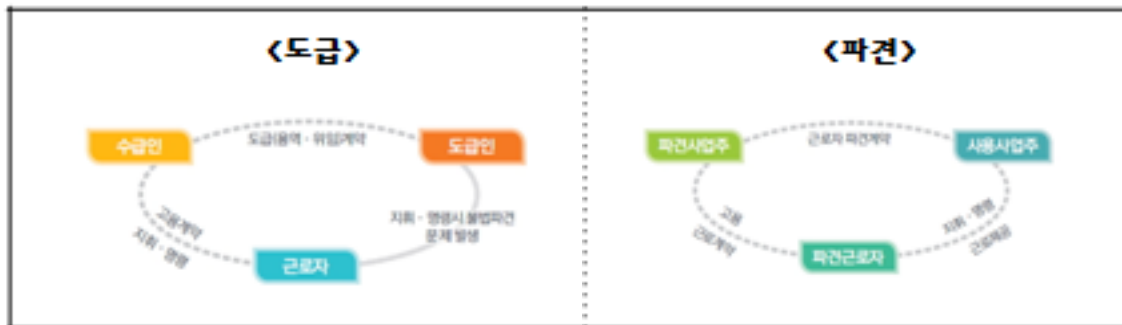 <도급>
수급인
도급(용역·위임)계약
도급인
고용계약
지휘·명령
지휘·명령시 불법파견
문제 발생
근로자
<파견>
파견사업주
근로자 파견계약
사용사업주
고용
근로계약
지휘·명령
근로제공
파견근로자